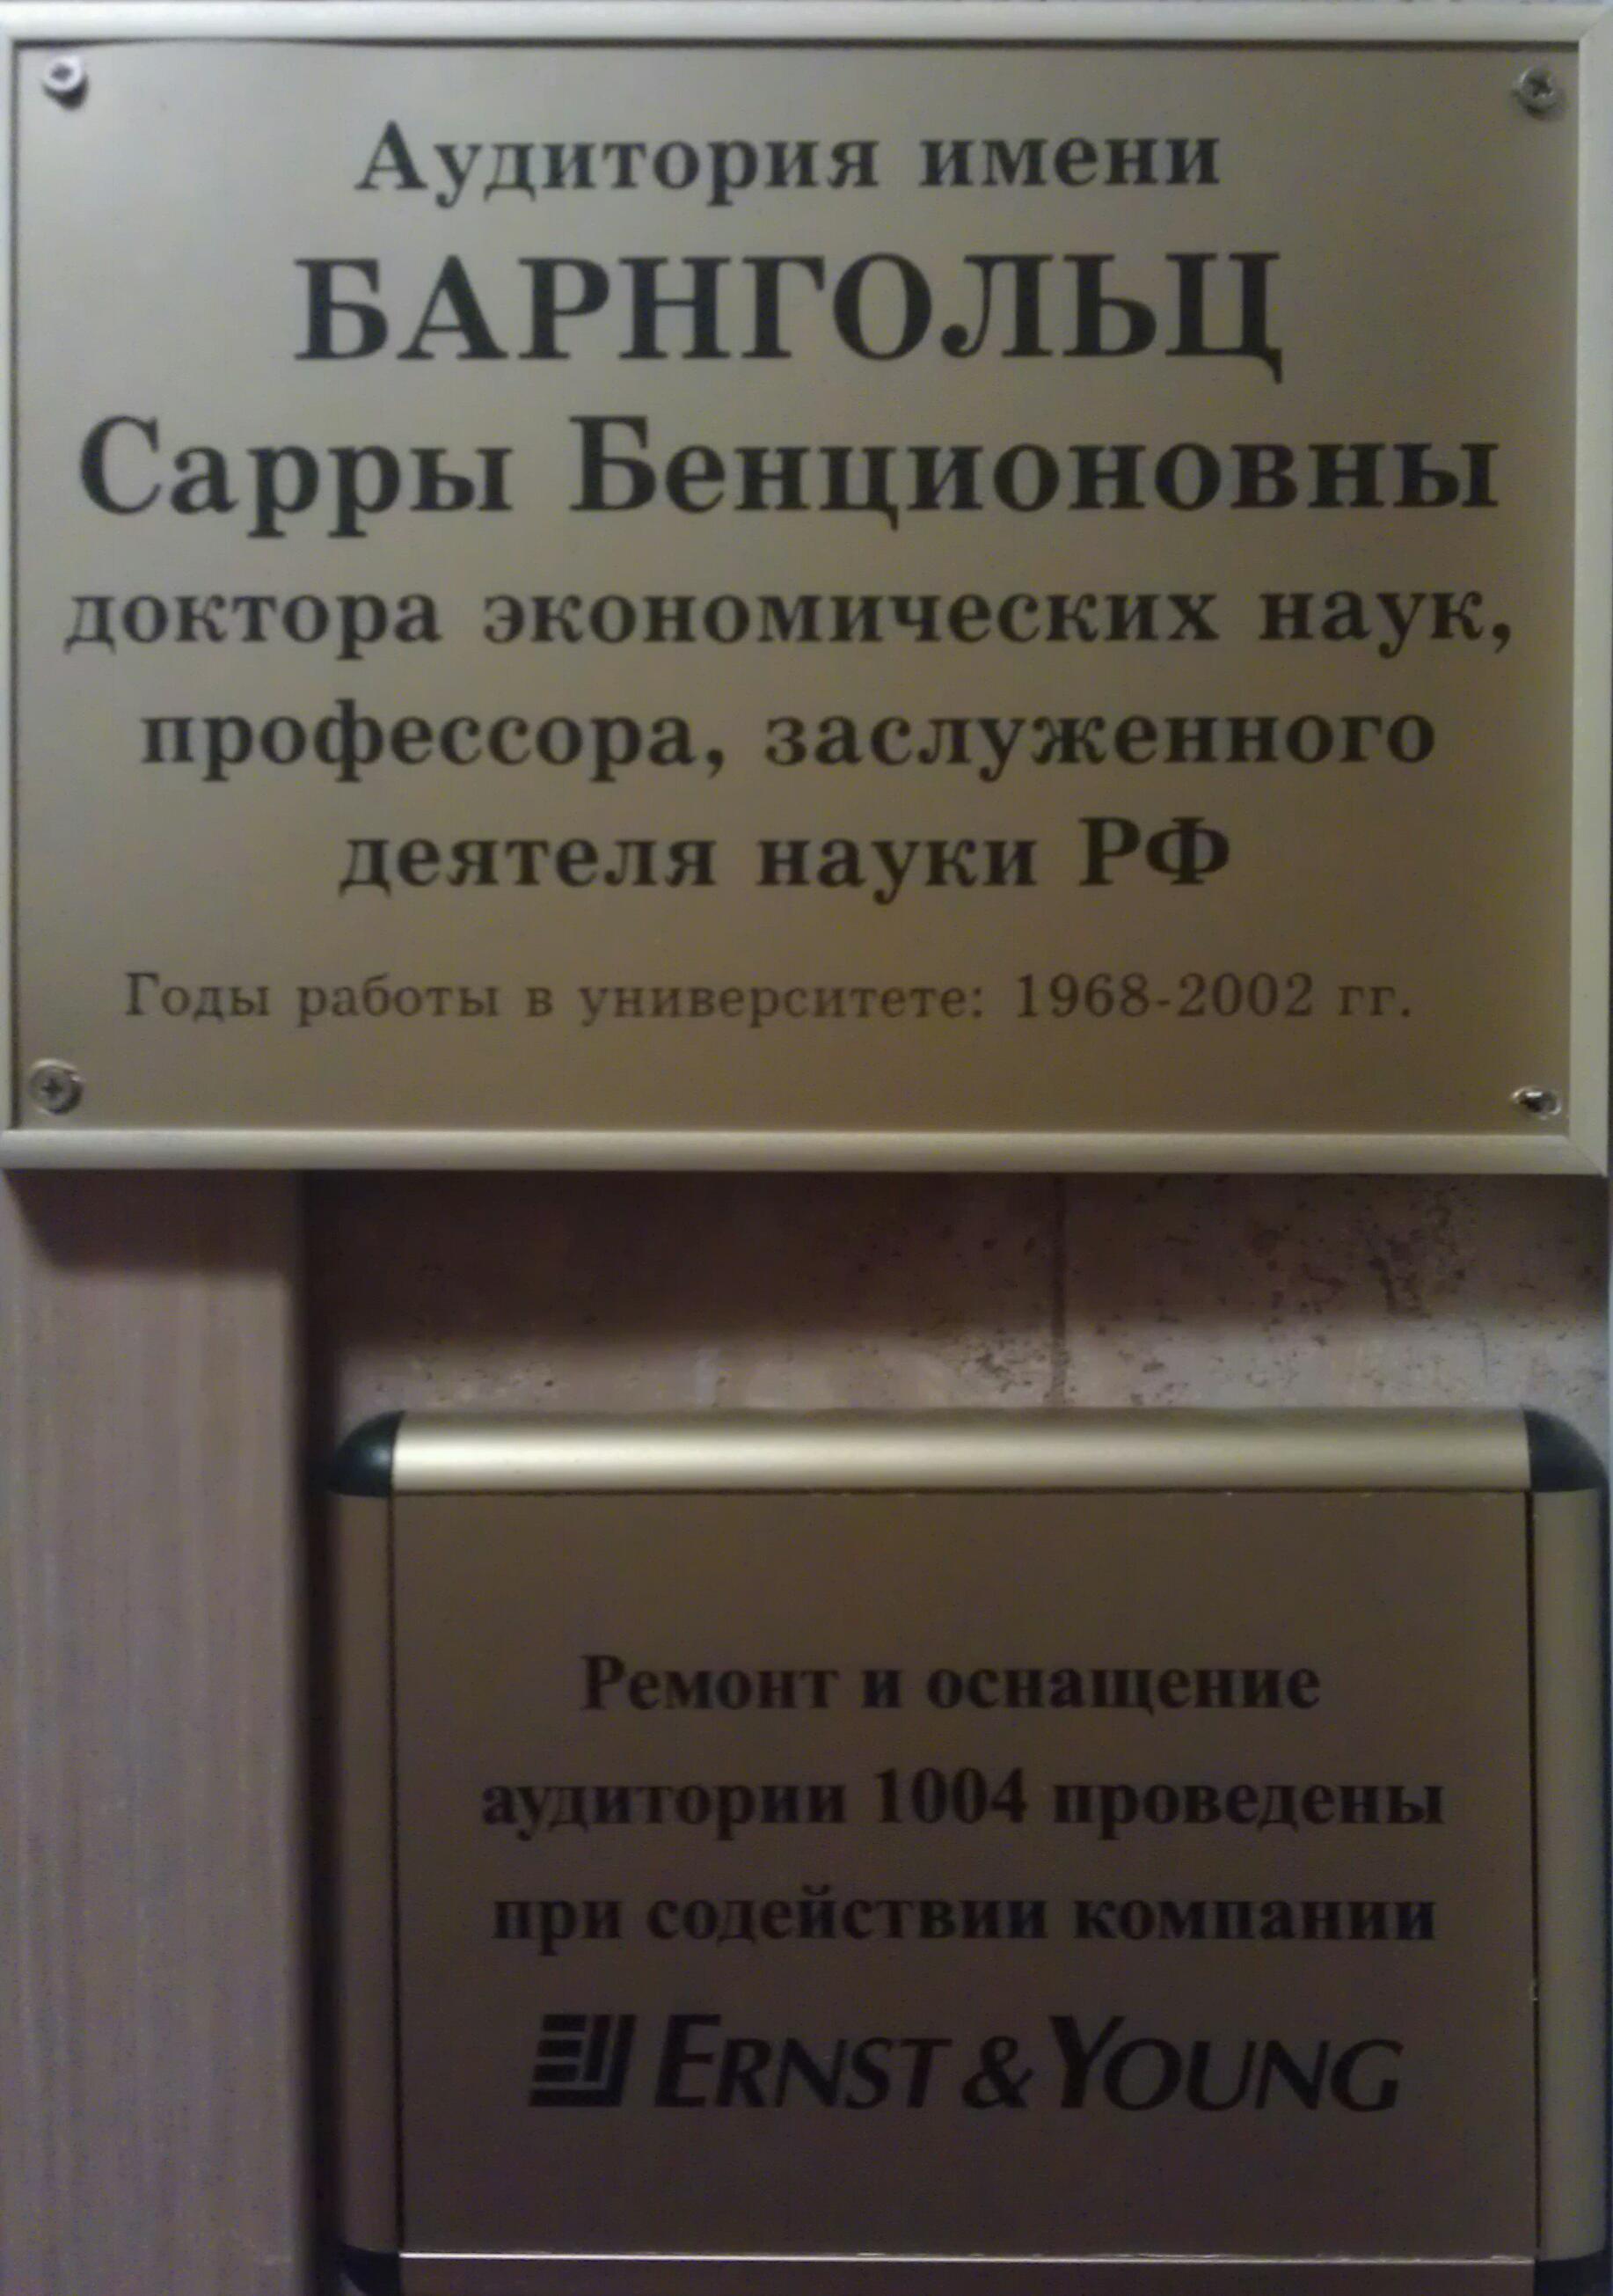 Аудитория имени
БАРНГОЛЬЦ
Сарры Бенционовны
доктора экономических наук,
профессора, заслуженного
деятеля науки РФ
Годы работы в университете: 1968-2002 гг.
Ремонт и оснащение
аудитории 1004 проведены
при содействии компании
ERNST & YOUNG